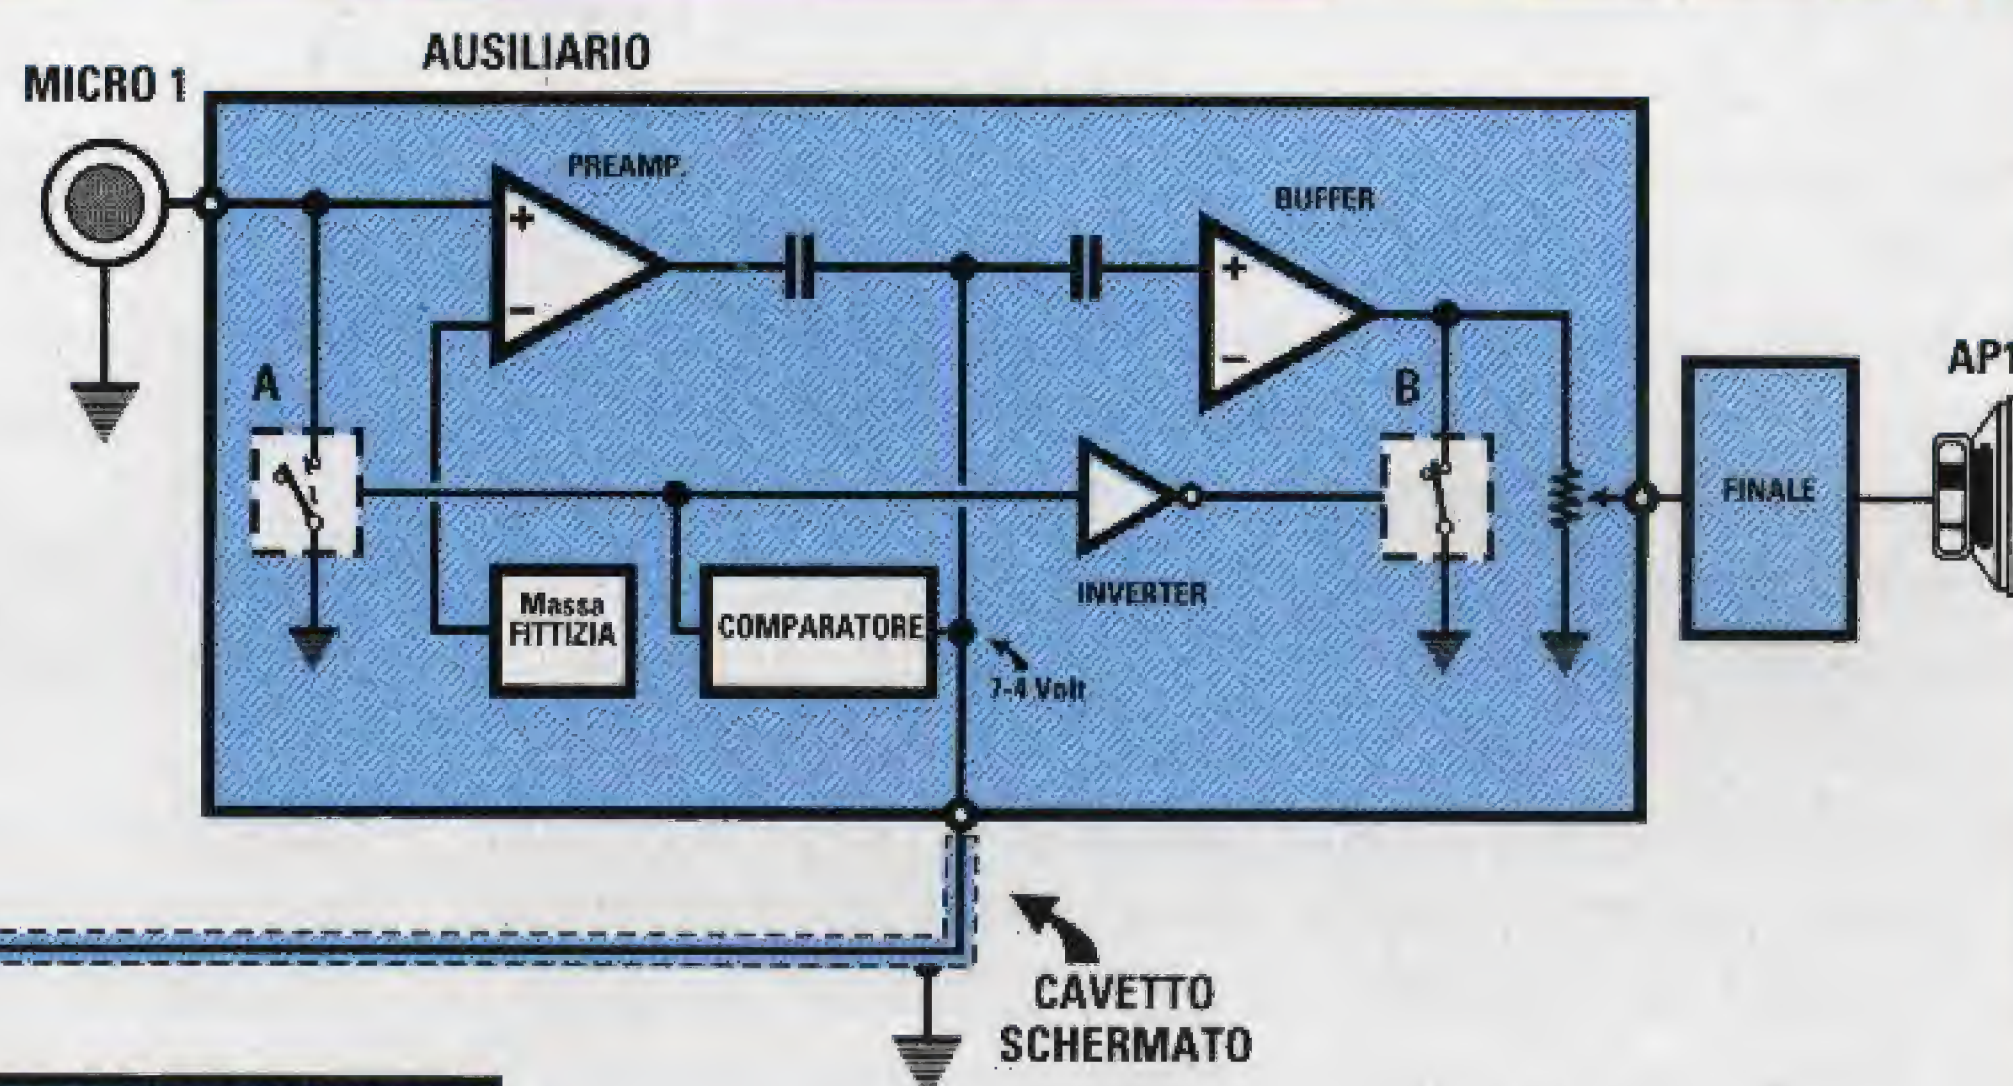 AUSILIARIO
MICRO 1
PREAMP.
BUFFER
+
+
−
−
A
B
AP1
FINALE
Massa
FITTIZIA
COMPARATORE
INVERTER
7-4 Volt
CAVETTO
SCHERMATO